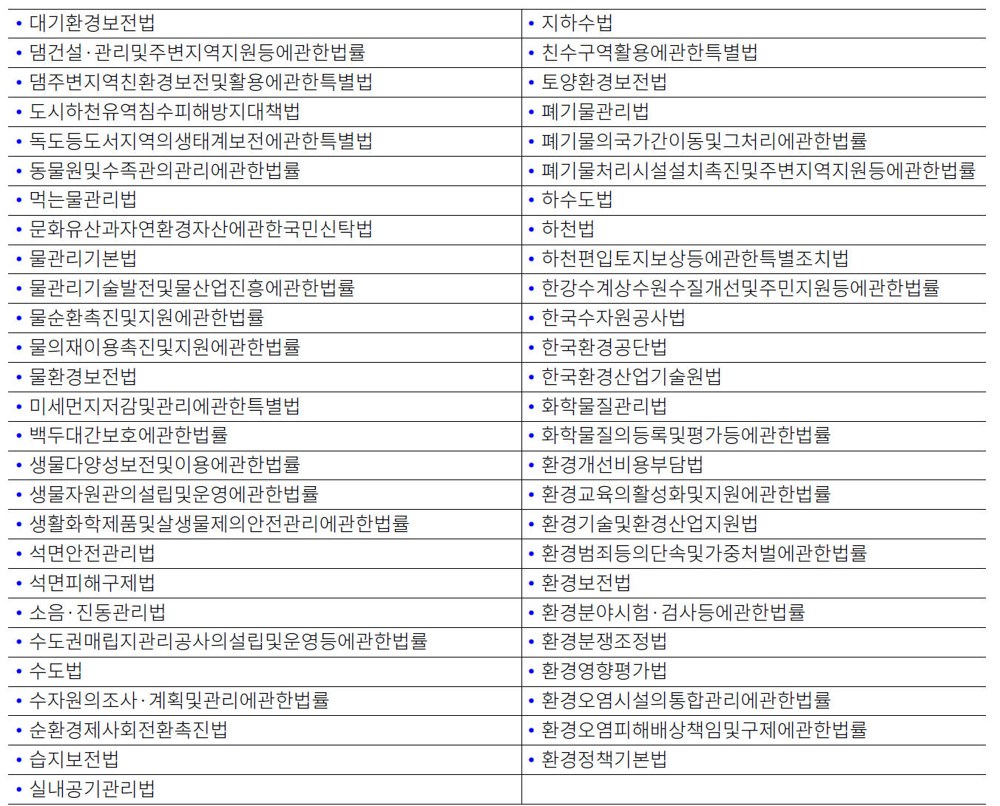 • 대기환경보전법
• 댐건설·관리및주변지역지원등에관한법률
• 댐주변지역친환경보전및활용에관한특별법
• 도시하천유역침수피해방지대책법
• 독도등도서지역의생태계보전에관한특별법
• 동물원및수족관의관리에관한법률
• 먹는물관리법
• 문화유산과자연환경자산에관한국민신탁법
• 물관리기본법
• 물관리기술발전및물산업진흥에관한법률
• 물순환촉진및지원에관한법률
• 물의재이용촉진및지원에관한법률
• 물환경보전법
• 미세먼지저감및관리에관한특별법
• 백두대간보호에관한법률
• 생물다양성보전및이용에관한법률
• 생물자원관의설립및운영에관한법률
• 생활화학제품및살생물제의안전관리에관한법률
• 석면안전관리법
• 석면피해구제법
• 소음·진동관리법
• 수도권매립지관리공사의설립및운영등에관한법률
• 수도법
• 수자원의조사·계획및관리에관한법률
• 순환경제사회전환촉진법
• 습지보전법
• 실내공기관리법
• 지하수법
• 친수구역활용에관한특별법
• 토양환경보전법
• 폐기물관리법
• 폐기물의국가간이동및그처리에관한법률
• 폐기물처리시설설치촉진및주변지역지원등에관한법률
• 하수도법
• 하천법
• 하천편입토지보상등에관한특별조치법
• 한강수계상수원수질개선및주민지원등에관한법률
• 한국수자원공사법
• 한국환경공단법
• 한국환경산업기술원법
• 화학물질관리법
• 화학물질의등록및평가등에관한법률
• 환경개선비용부담법
• 환경교육의활성화및지원에관한법률
• 환경기술및환경산업지원법
• 환경범죄등의단속및가중처벌에관한법률
• 환경보전법
• 환경분야시험·검사등에관한법률
• 환경분쟁조정법
• 환경영향평가법
• 환경오염시설의통합관리에관한법률
• 환경오염피해배상책임및구제에관한법률
• 환경정책기본법